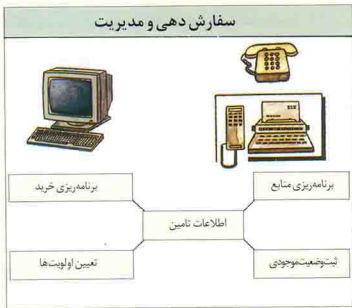 سفارش دهی و مدیریت
برنامه‌ریزی منابع
برنامه‌ریزی خرید
اطلاعات تامین
ثبت‌وضعیت‌موجودی
تعیین اولویت‌ها